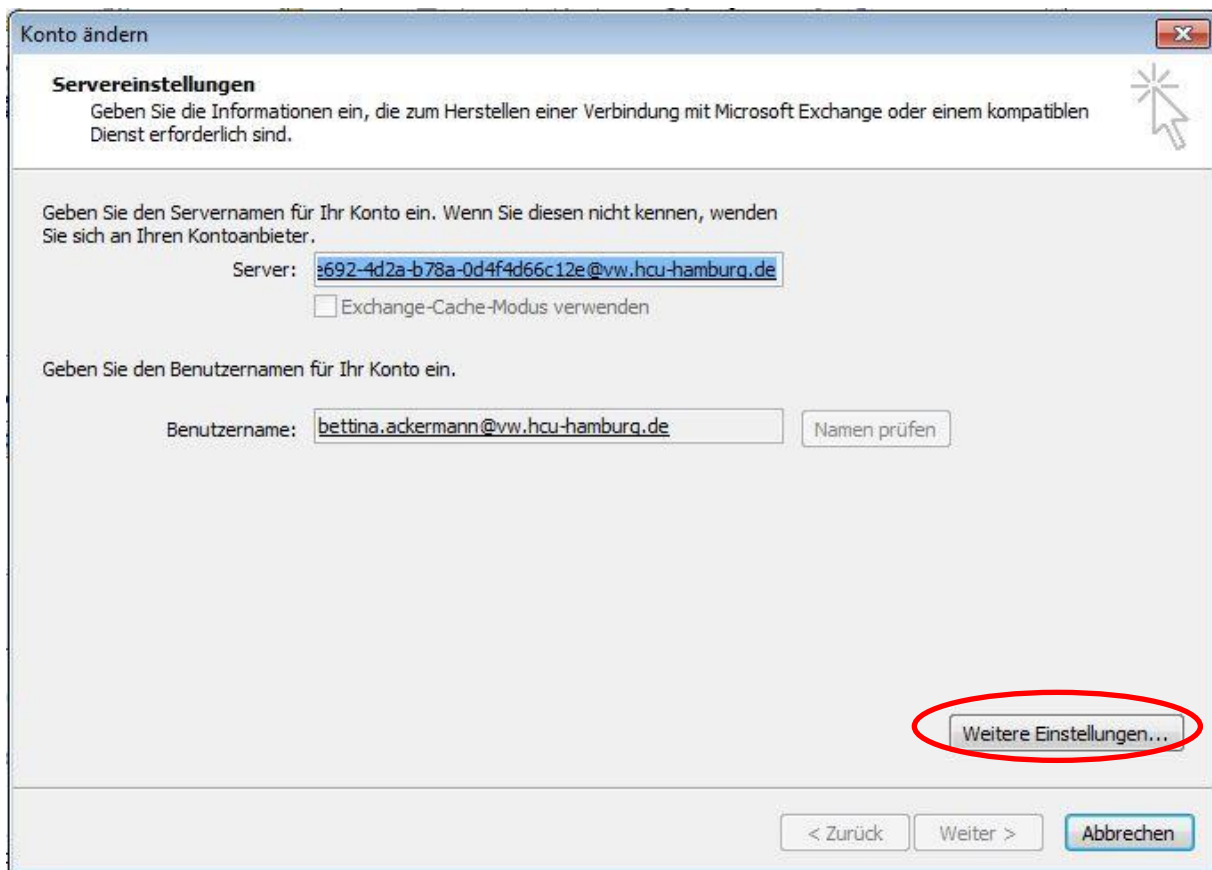 Konto ändern
Servereinstellungen
Geben Sie die Informationen ein, die zum Herstellen einer Verbindung mit Microsoft Exchange oder einem kompatiblen
Dienst erforderlich sind.
Geben Sie den Servernamen für Ihr Konto ein. Wenn Sie diesen nicht kennen, wenden
Sie sich an Ihren Kontoanbieter.
Server: e692-4d2a-b78a-0d4f4d66c12e@vw.hcu-hamburg.de
Exchange-Cache-Modus verwenden
Geben Sie den Benutzernamen für Ihr Konto ein.
Benutzername: bettina.ackermann@vw.hcu-hamburg.de Namen prüfen
Weitere Einstellungen...
< Zurück Weiter > Abbrechen